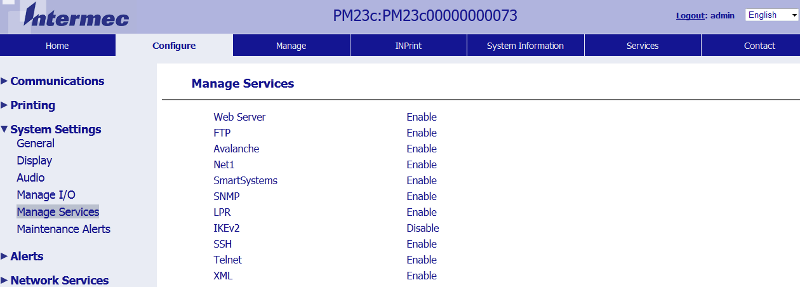 Intermec PM23c:PM23c00000000073 Logout: admin English
Home Configure Manage INPrint System Information Services Contact
Communications
Printing
System Settings
General
Display
Audio
Manage I/O
Manage Services
Maintenance Alerts
Alerts
Network Services
Manage Services
Web Server Enable
FTP Enable
Avalanche Enable
Net1 Enable
SmartSystems Enable
SNMP Enable
LPR Enable
IKEv2 Disable
SSH Enable
Telnet Enable
XML Enable